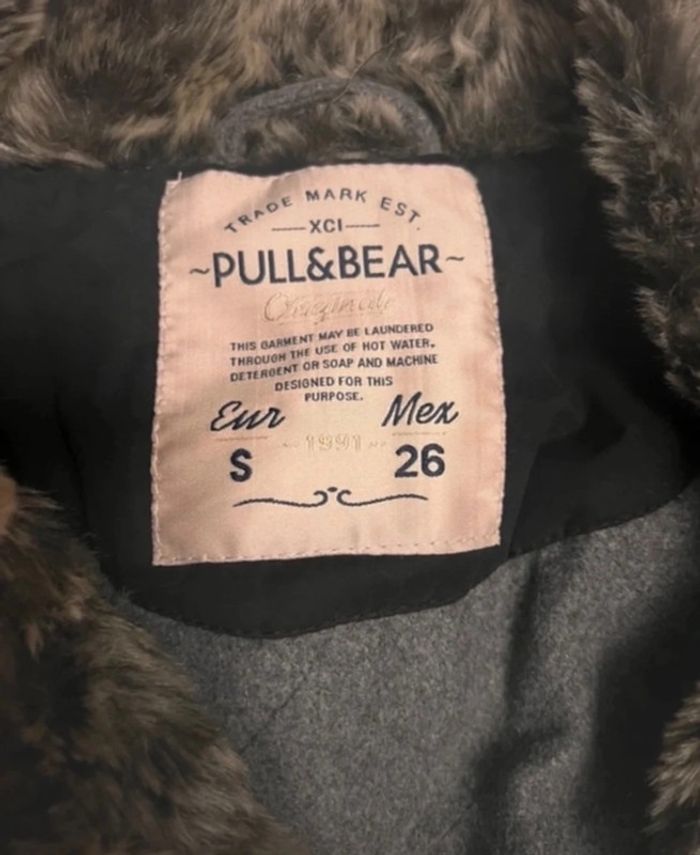 TRADE MARK EST.
XCI
~PULL&BEAR~
Originals
THIS GARMENT MAY BE LAUNDERED
THROUGH THE USE OF HOT WATER.
DETERGENT OR SOAP AND MACHINE
DESIGNED FOR THIS
PURPOSE.
Eur Mex
~1991~
S 26